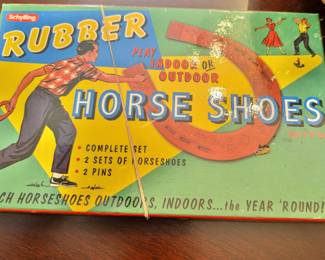 Schylling
RUBBER
PLAY
INDOOR OR
OUTDOOR
HORSE SHOES
• COMPLETE SET
• 2 SETS OF HORSESHOES
• 2 PINS
CH HORSESHOES OUTDOORS, INDOORS...the YEAR 'ROUND!